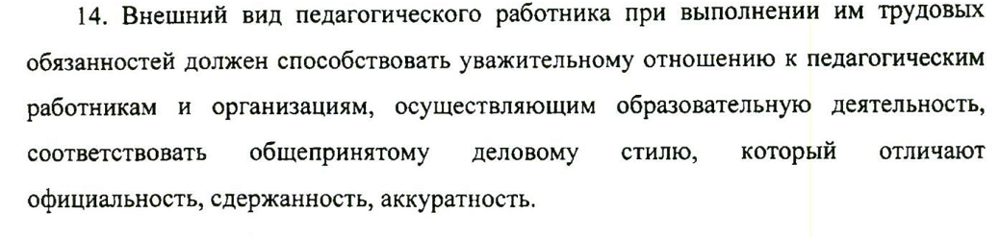 14. Внешний вид педагогического работника при выполнении им трудовых
обязанностей должен способствовать уважительному отношению к педагогическим
работникам и организациям, осуществляющим образовательную деятельность,
соответствовать общепринятому деловому стилю, который отличают
официальность, сдержанность, аккуратность.